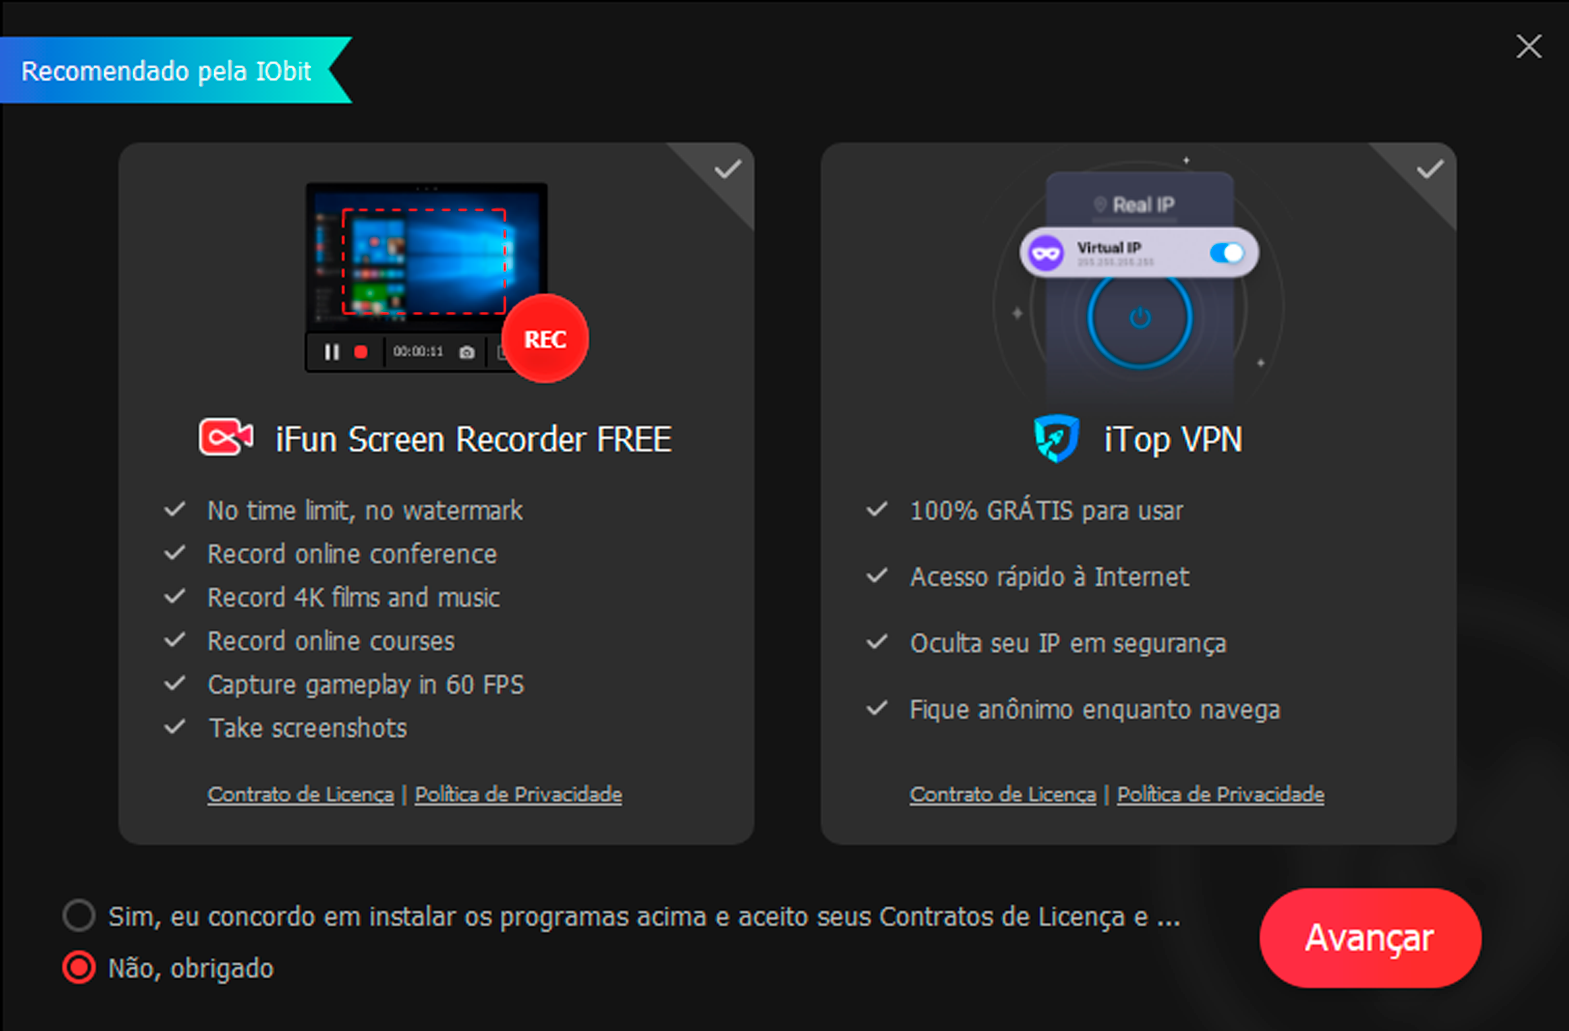 Recomendado pela IObit
REC
00:00:11
iFun Screen Recorder FREE
No time limit, no watermark
Record online conference
Record 4K films and music
Record online courses
Capture gameplay in 60 FPS
Take screenshots
Contrato de Licença | Política de Privacidade
Real IP
Virtual IP
255.255.255.255
iTop VPN
100% GRÁTIS para usar
Acesso rápido à Internet
Oculta seu IP em segurança
Fique anônimo enquanto navega
Contrato de Licença | Política de Privacidade
Sim, eu concordo em instalar os programas acima e aceito seus Contratos de Licença e ...
Não, obrigado
Avançar